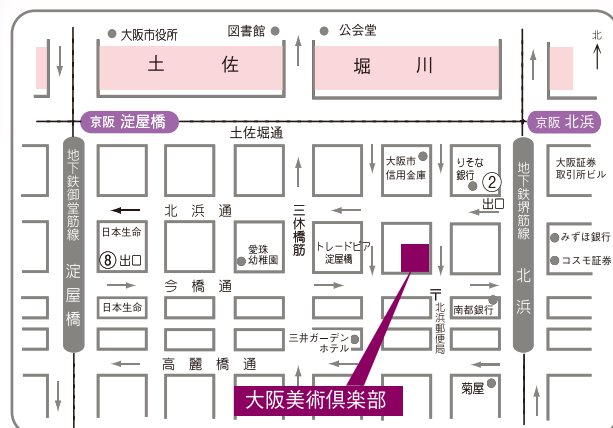 大阪市役所
図書館
公会堂
北
土佐
堀川
京阪 淀屋橋
京阪 北浜
土佐堀通
地下鉄御堂筋線
淀屋橋
大阪市
信用金庫
りそな
銀行
②
出口
地下鉄堺筋線
北浜
大阪証券
取引所ビル
北浜通
三休橋筋
日本生命
⑧出口
愛珠
幼稚園
トレードピア
淀屋橋
みずほ銀行
コスモ証券
今橋通
日本生命
〒
北浜郵便局
南都銀行
三井ガーデン
ホテル
高麗橋通
大阪美術倶楽部
菊屋